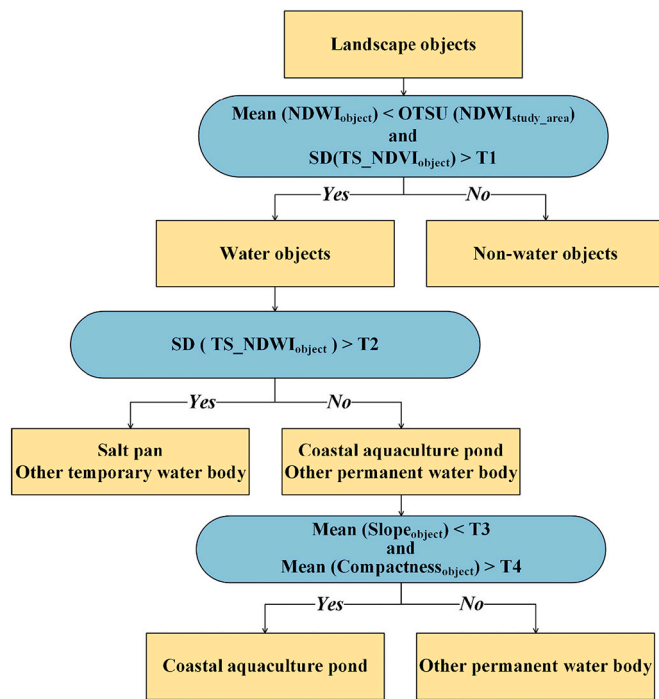 Landscape objects
Mean (NDWIobject) < OTSU (NDWIstudy_area)
and
SD(TS_NDVIobject) > T1
Yes No
Water objects Non-water objects
SD ( TS_NDWIobject ) > T2
Yes No
Salt pan
Other temporary water body
Coastal aquaculture pond
Other permanent water body
Mean (Slopeobject) < T3
and
Mean (Compactnessobject) > T4
Yes No
Coastal aquaculture pond Other permanent water body